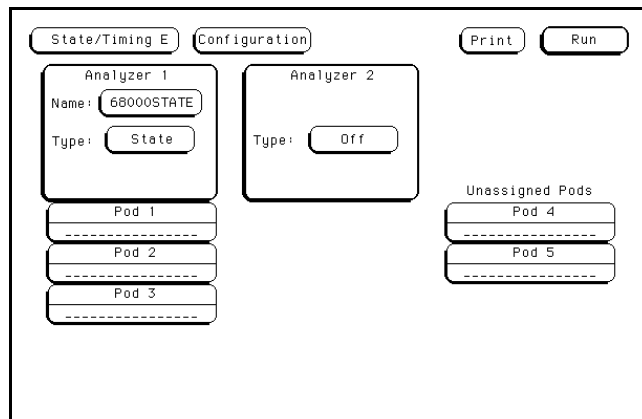 State/Timing E Configuration Print Run
Analyzer 1 Analyzer 2
Name: 68000STATE
Type: State Type: Off
Unassigned Pods
Pod 1 Pod 4
Pod 2 Pod 5
Pod 3